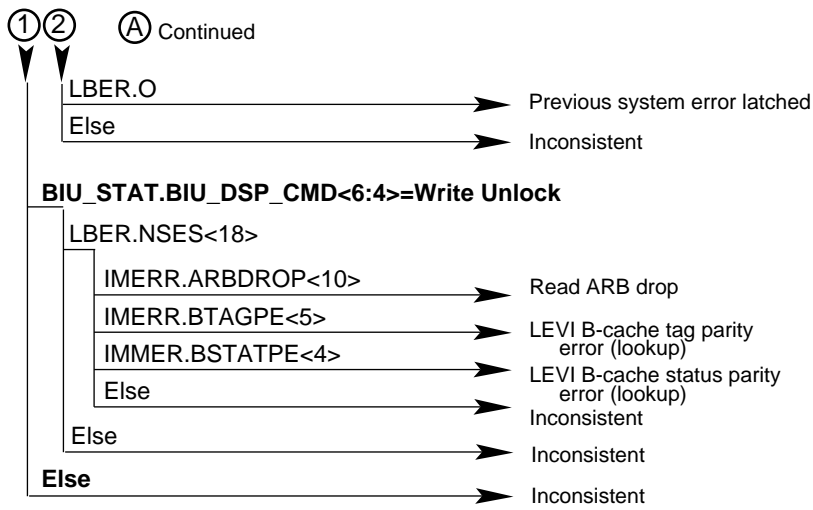 1 2 A Continued
LBER.O
Previous system error latched
Else
Inconsistent
BIU_STAT.BIU_DSP_CMD<6:4>=Write Unlock
LBER.NSES<18>
IMERR.ARBDROP<10>
Read ARB drop
IMERR.BTAGPE<5>
LEVI B-cache tag parity
error (lookup)
IMMER.BSTATPE<4>
LEVI B-cache status parity
error (lookup)
Else
Inconsistent
Else
Inconsistent
Else
Inconsistent